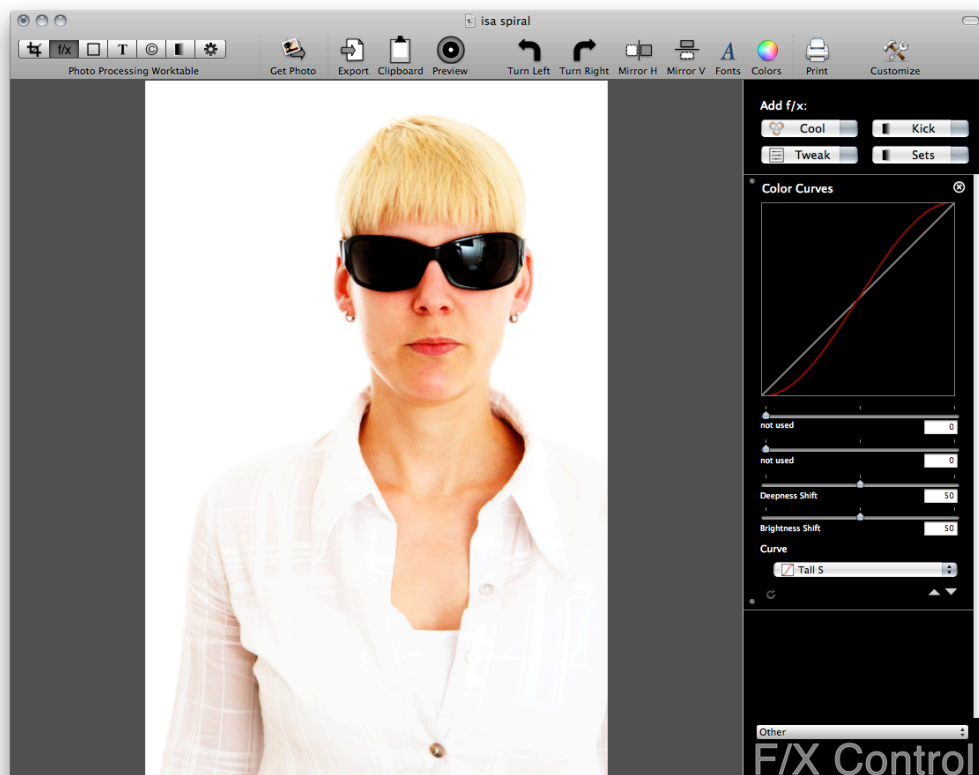 isa spiral
f/x
T
©
Photo Processing Worktable
Get Photo
Export
Clipboard
Preview
Turn Left
Turn Right
Mirror H
Mirror V
A
Fonts
Colors
Print
Customize
Add f/x:
Cool
Kick
Tweak
Sets
Color Curves
not used
0
not used
0
Deepness Shift
50
Brightness Shift
50
Curve
Tall S
Other
F/X Control